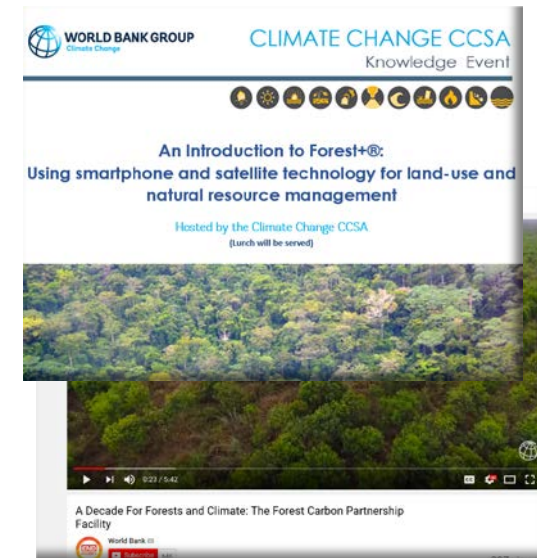 WORLD BANK GROUP
Climate Change
CLIMATE CHANGE CCSA
Knowledge Event
An Introduction to Forest+®:
Using smartphone and satellite technology for land-use and
natural resource management
Hosted by the Climate Change CCSA
(Lurch will be served)
0:23 / 5:42
A Decade For Forests and Climate: The Forest Carbon Partnership
Facility
World Bank
Subscribe